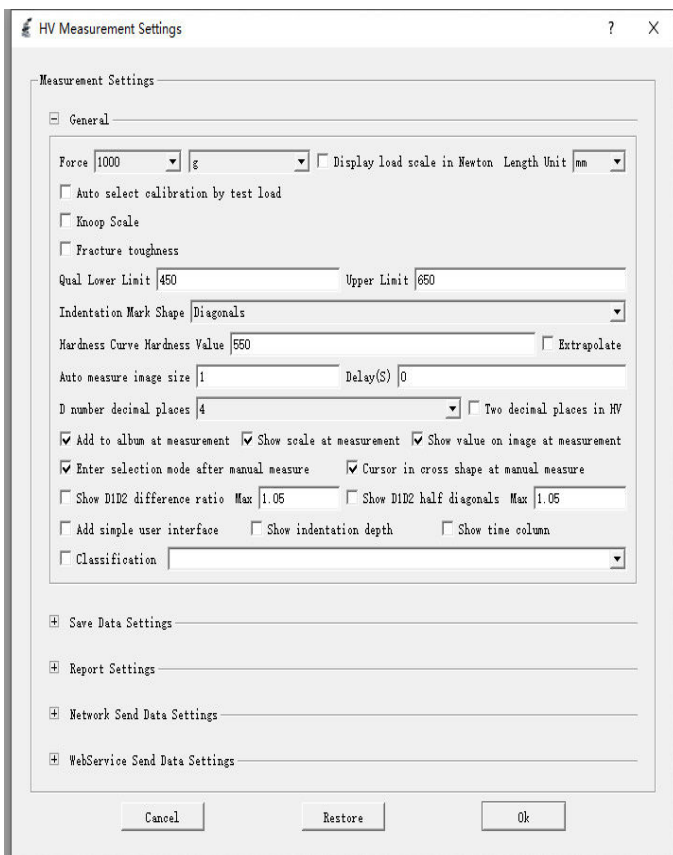 HV Measurement Settings ? X
Measurement Settings
General
Force 1000 g Display load scale in Newton Length Unit mm
Auto select calibration by test load
Knoop Scale
Fracture toughness
Qual Lower Limit 450 Upper Limit 650
Indentation Mark Shape Diagonals
Hardness Curve Hardness Value 550 Extrapolate
Auto measure image size 1 Delay(S) 0
D number decimal places 4 Two decimal places in HV
Add to album at measurement Show scale at measurement Show value on image at measurement
Enter selection mode after manual measure Cursor in cross shape at manual measure
Show D1D2 difference ratio Max 1.05 Show D1D2 half diagonals Max 1.05
Add simple user interface Show indentation depth Show time column
Classification
Save Data Settings
Report Settings
Network Send Data Settings
WebService Send Data Settings
Cancel Restore Ok